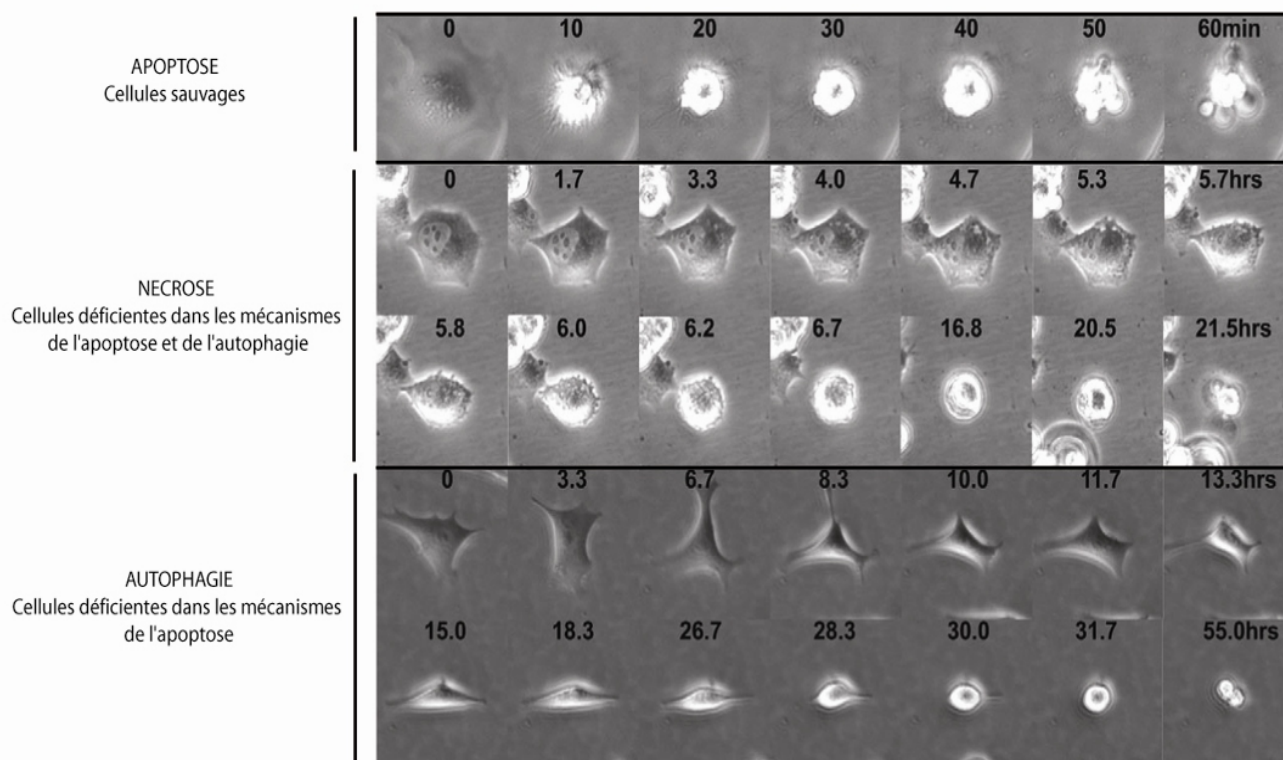 APOPTOSE
Cellules sauvages
0 10 20 30 40 50 60min
NECROSE
Cellules déficientes dans les mécanismes
de l'apoptose et de l'autophagie
0 1.7 3.3 4.0 4.7 5.3 5.7hrs
5.8 6.0 6.2 6.7 16.8 20.5 21.5hrs
AUTOPHAGIE
Cellules déficientes dans les mécanismes
de l'apoptose
0 3.3 6.7 8.3 10.0 11.7 13.3hrs
15.0 18.3 26.7 28.3 30.0 31.7 55.0hrs